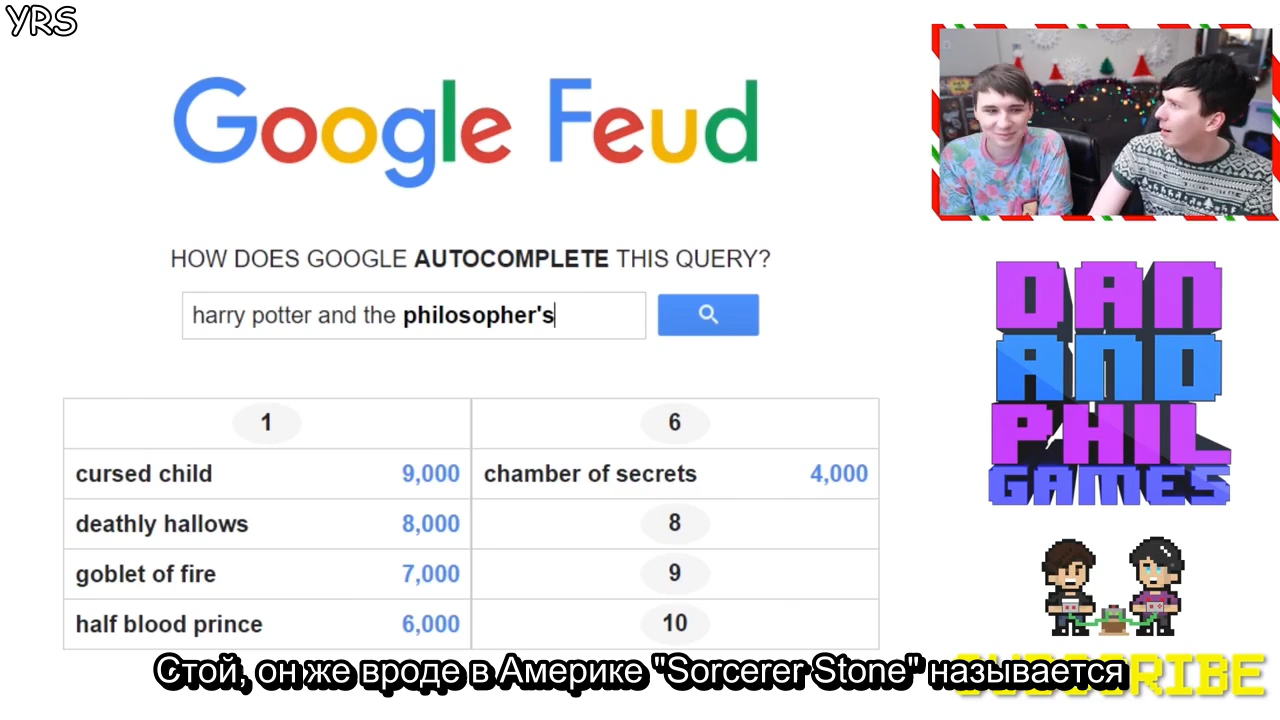 YRS
Google Feud
HOW DOES GOOGLE AUTOCOMPLETE THIS QUERY?
harry potter and the philosopher's
1
6
cursed child 9,000
chamber of secrets 4,000
deathly hallows 8,000
8
goblet of fire 7,000
9
half blood prince 6,000
10
DAN
AND
PHIL
GAMES
SUBSCRIBE
Стой, он же вроде в Америке "Sorcerer Stone" называется